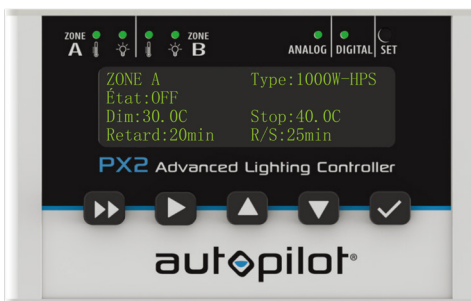 ZONE A
ZONE B
ANALOG
DIGITAL
SET
ZONE A Type:1000W-HPS
État:OFF
Dim:30.0C Stop:40.0C
Retard:20min R/S:25min
PX2 Advanced Lighting Controller
autopilot®